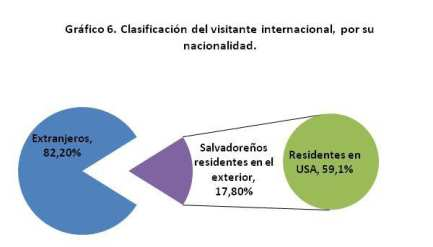 Gráfico 6. Clasificación del visitante internacional, por su
nacionalidad.
Extranjeros,
82,20%
Salvadoreños
residentes en el
exterior,
17,80%
Residentes en
USA, 59,1%